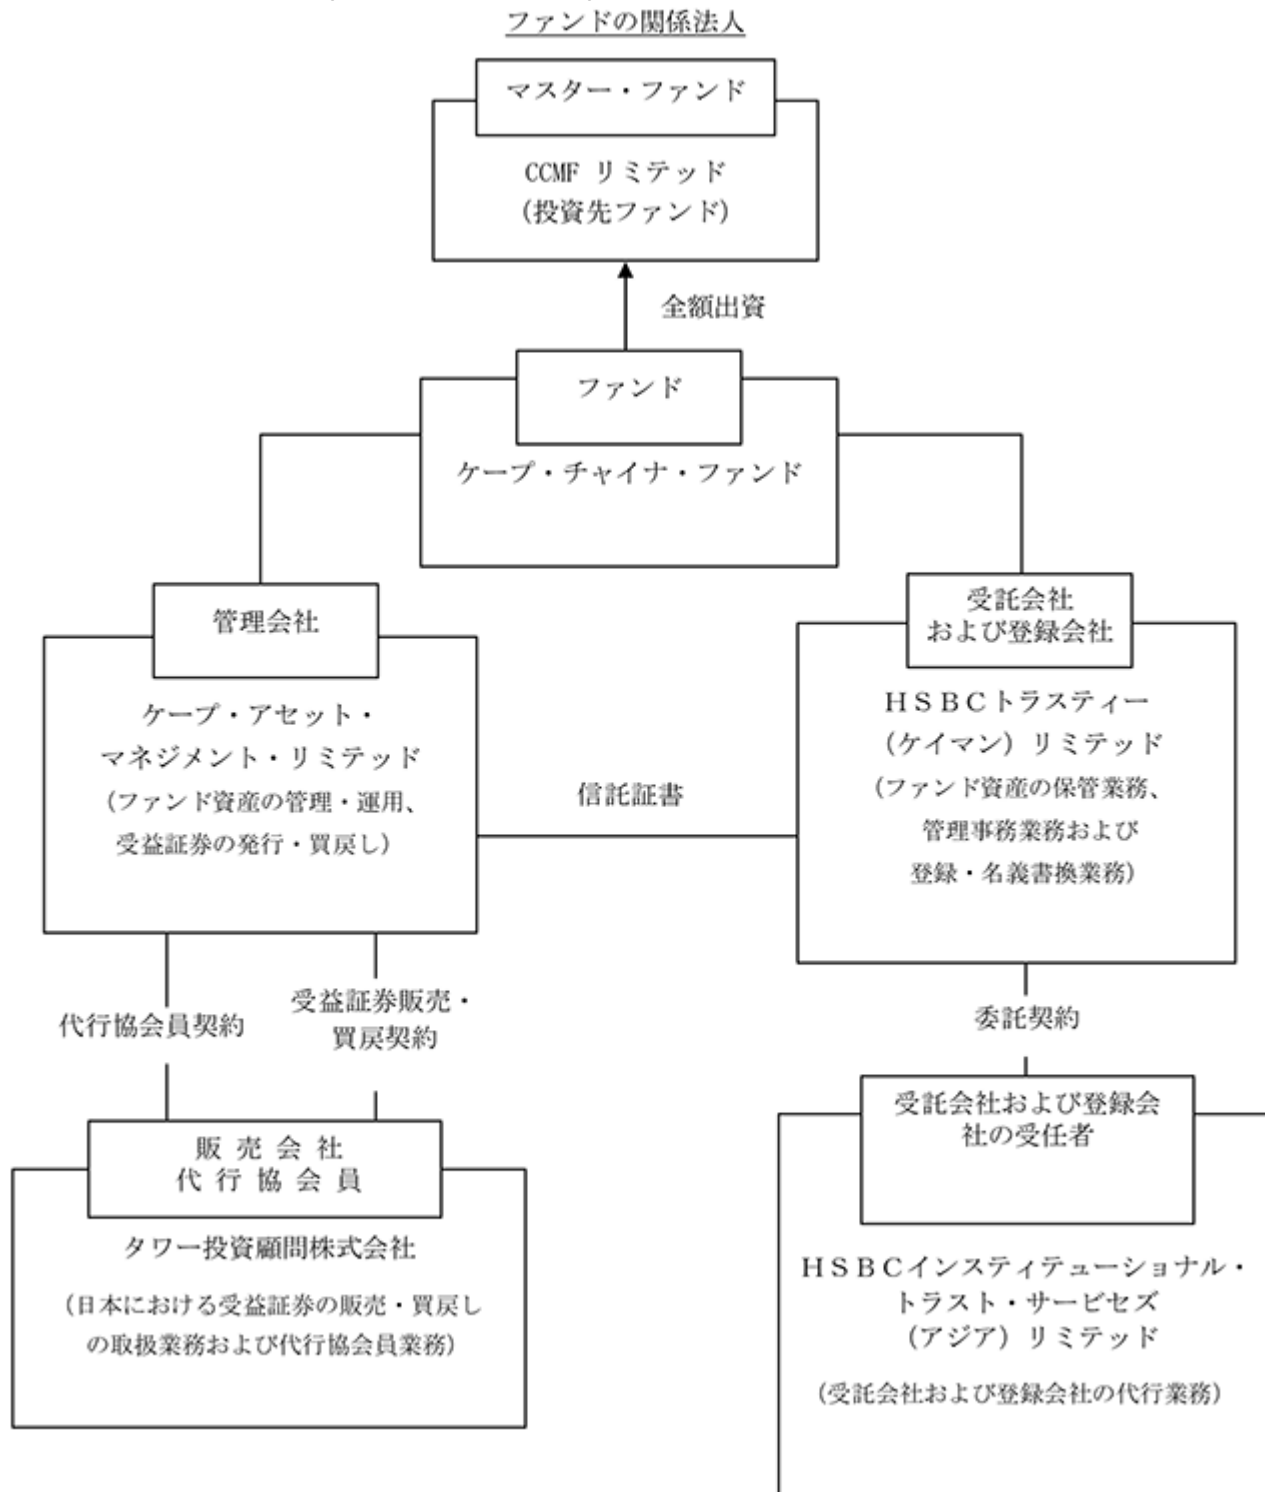 ファンドの関係法人
マスター・ファンド
CCMF リミテッド
(投資先ファンド)
全額出資
ファンド
ケープ・チャイナ・ファンド
管理会社
ケープ・アセット・
マネジメント・リミテッド
(ファンド資産の管理・運用、
受益証券の発行・買戻し)
信託証書
受託会社
および登録会社
HSBCトラスティー
(ケイマン)リミテッド
(ファンド資産の保管業務、
管理事務業務および
登録・名義書換業務)
代行協会員契約
受益証券販売・
買戻契約
委託契約
販 売 会 社
代 行 協 会 員
タワー投資顧問株式会社
(日本における受益証券の販売・買戻し
の取扱業務および代行協会員業務)
受託会社および登録会
社の受任者
HSBCインスティテューショナル・
トラスト・サービセズ
(アジア)リミテッド
(受託会社および登録会社の代行業務)